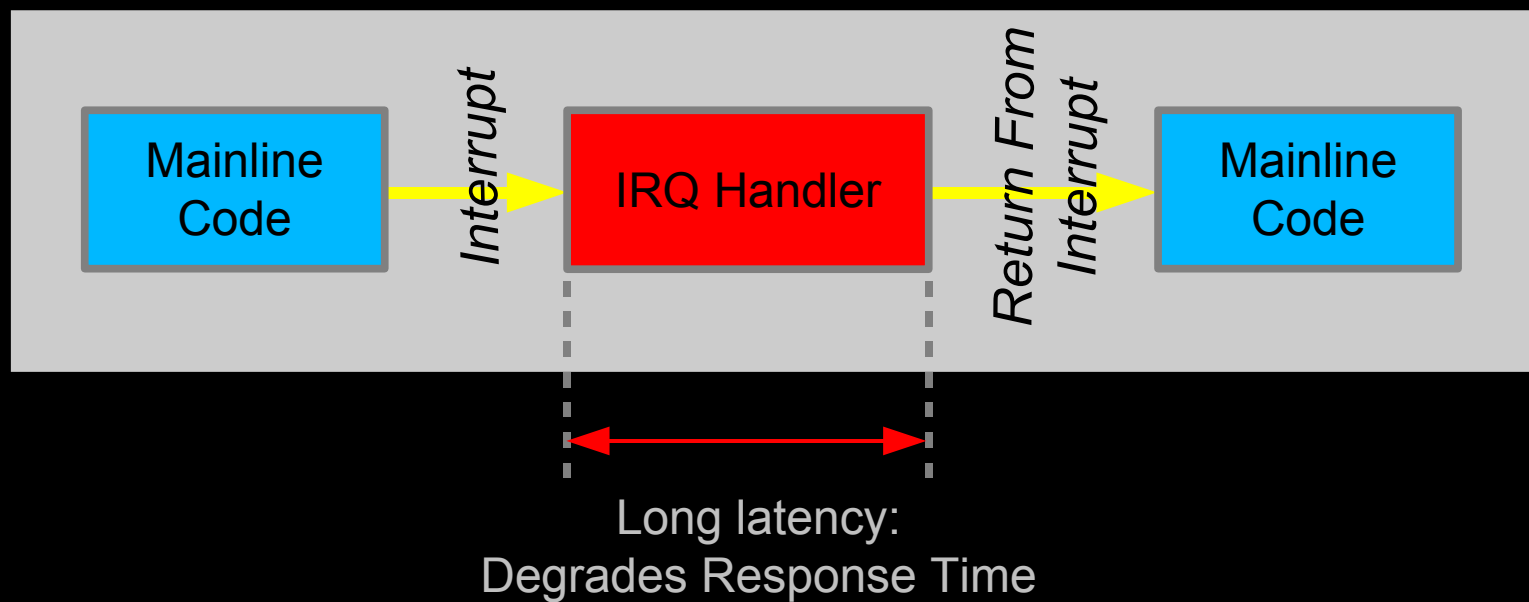 Mainline
Code
Interrupt
IRQ Handler
Return From
Interrupt
Mainline
Code
Long latency:
Degrades Response Time